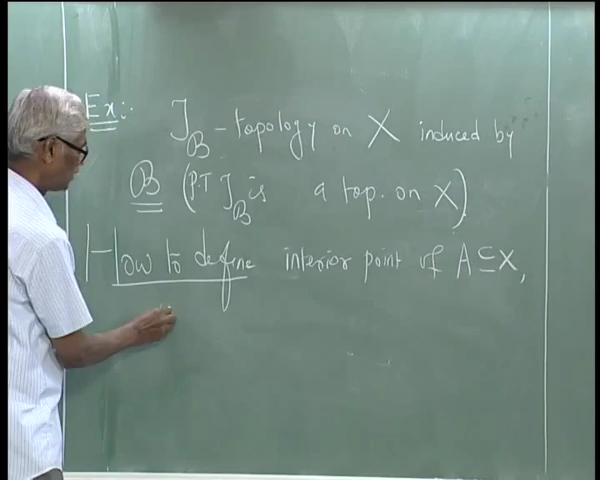 Ex:-
J_B - topology on X induced by
B (P.T J_B is a top. on X)
How to define interior point of A ⊆ X,